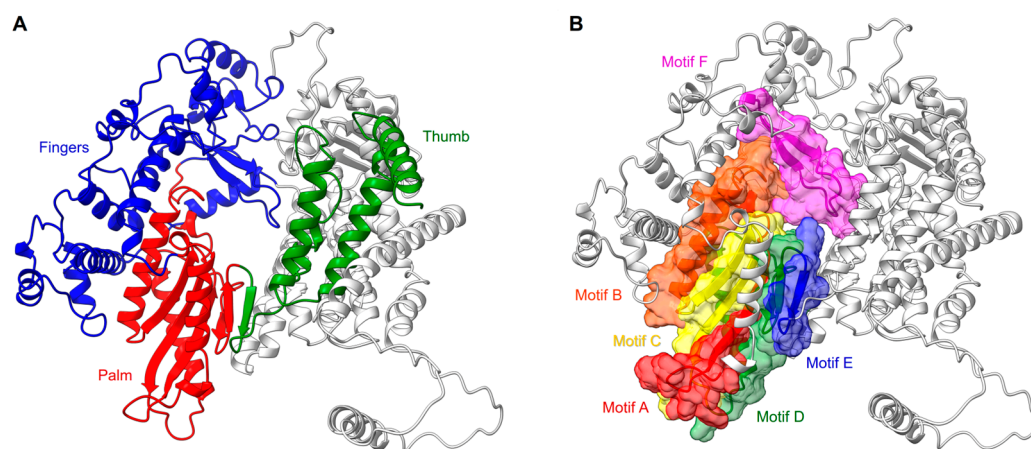 A
B
Motif F
Fingers
Thumb
Motif B
Motif C
Motif E
Palm
Motif A
Motif D